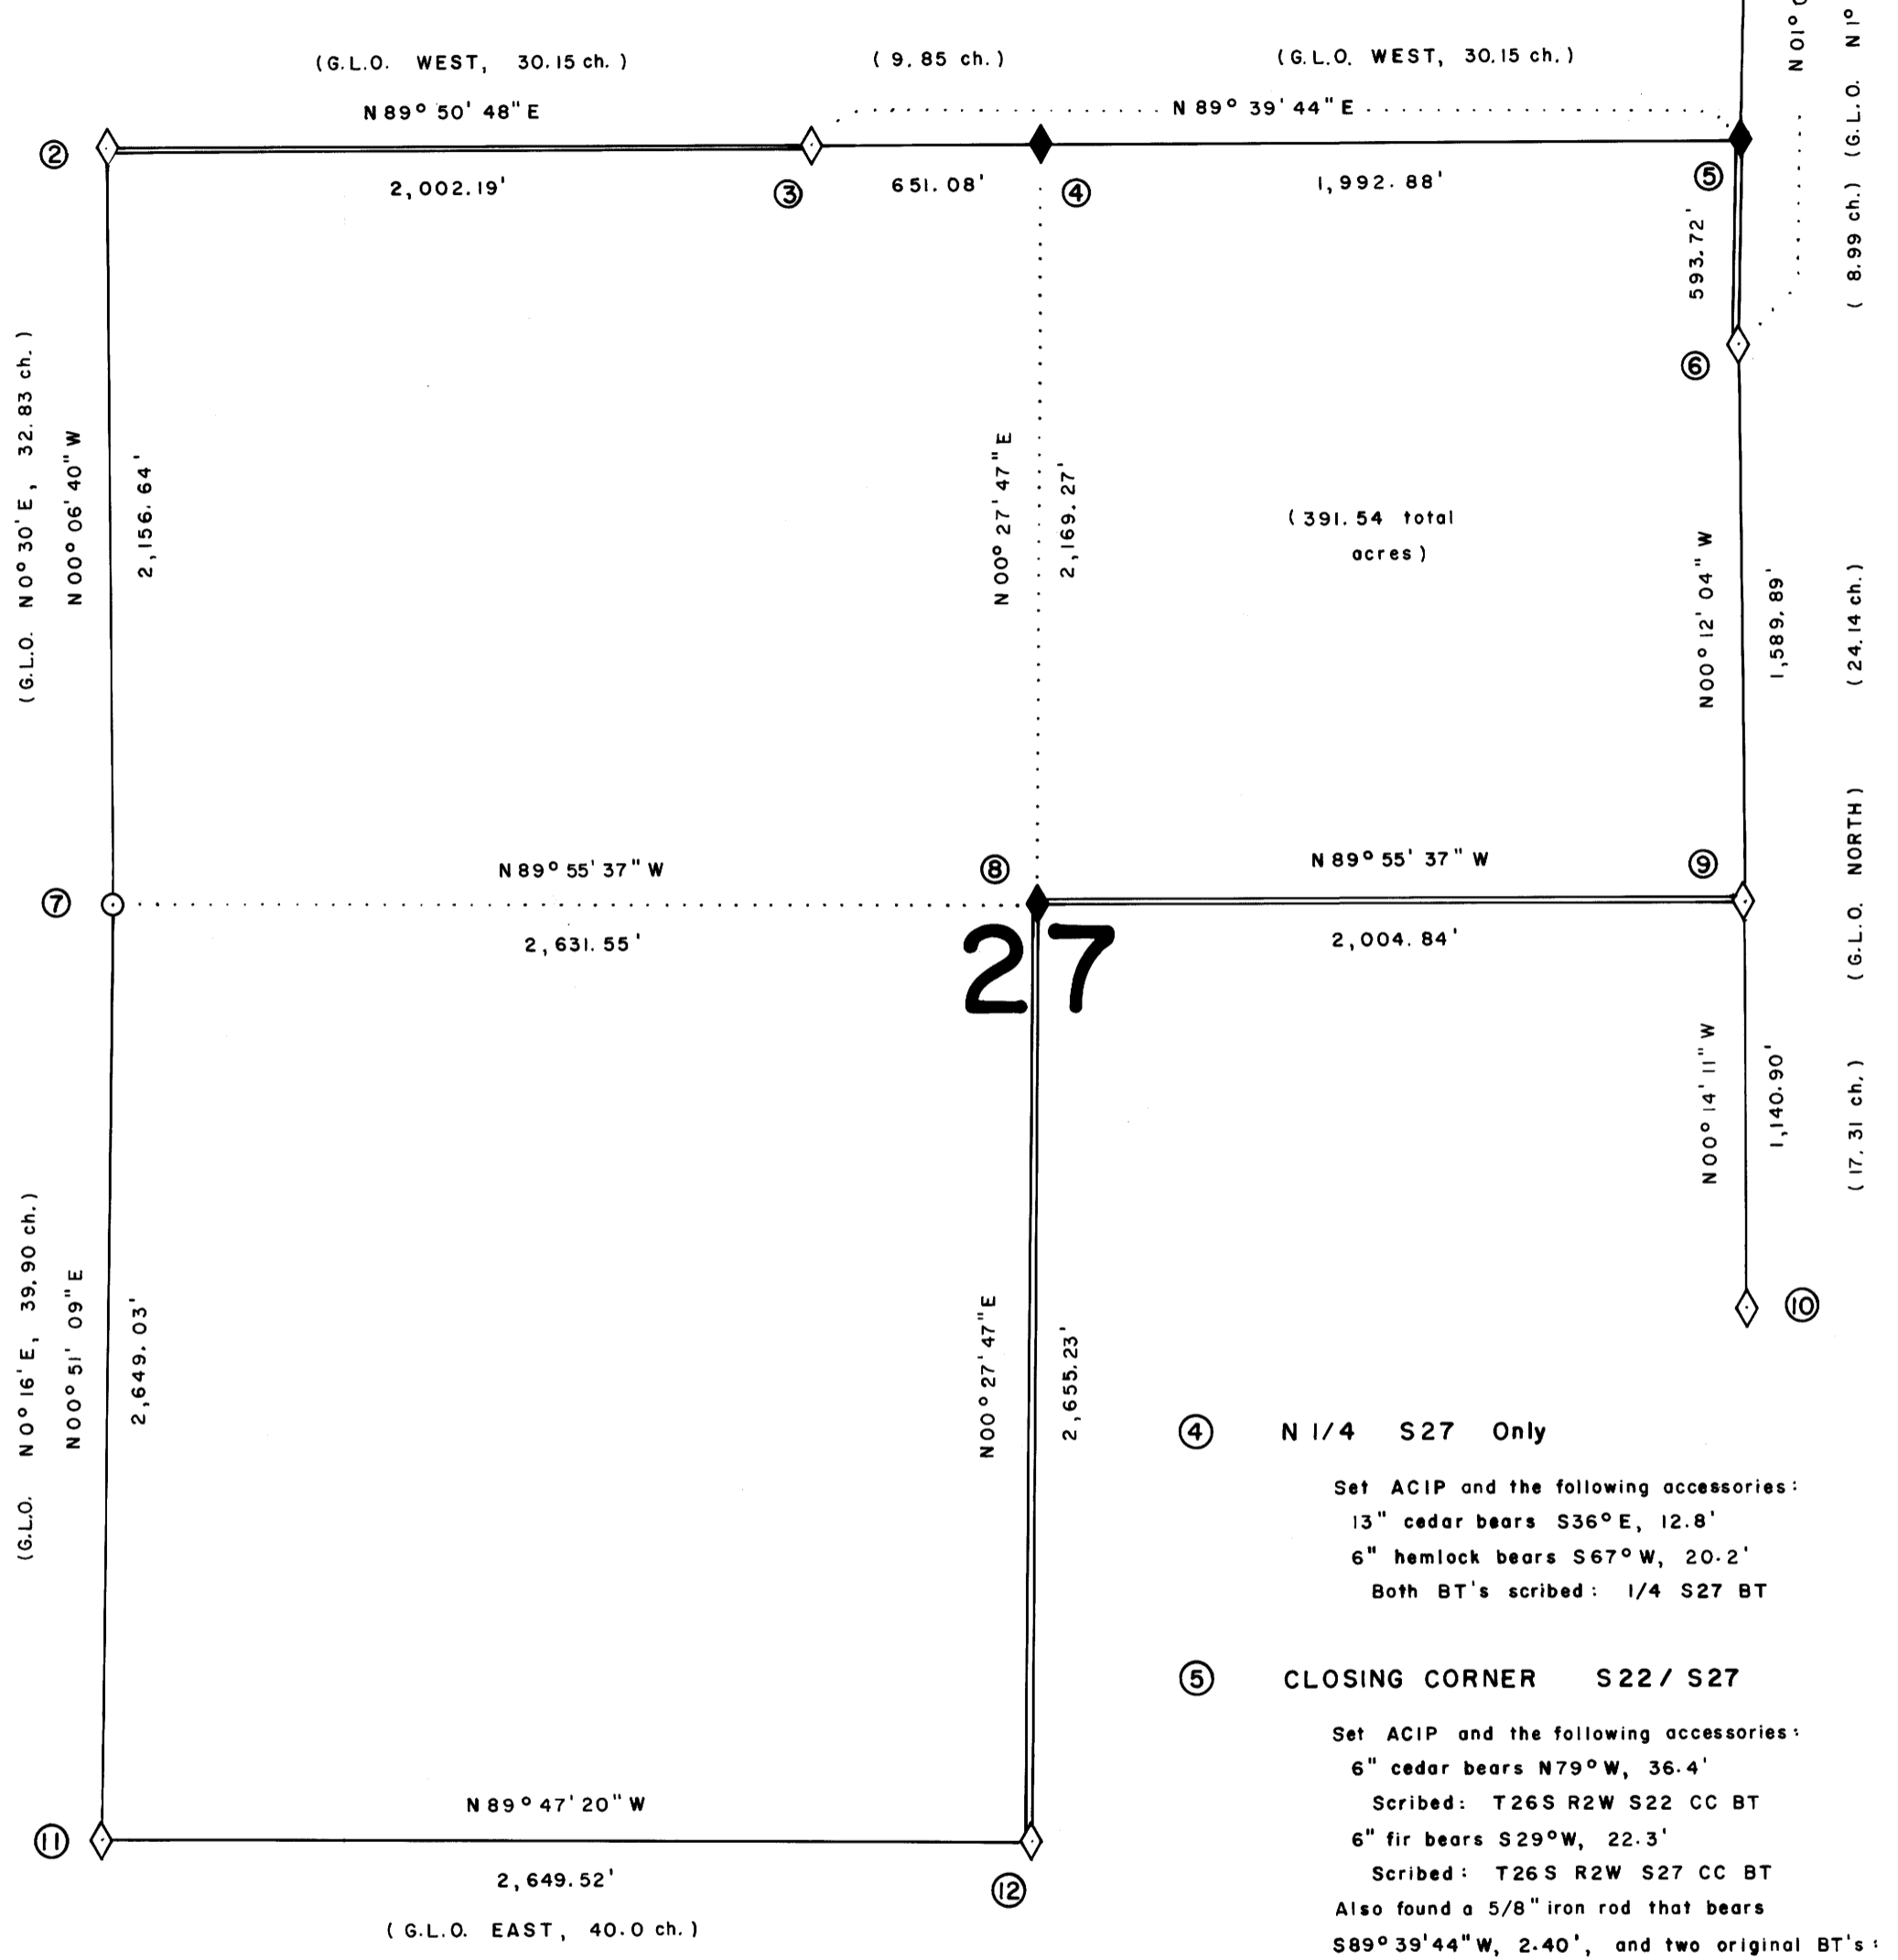 (G.L.O. WEST, 30.15 ch.)
(9.85 ch.)
(G.L.O. WEST, 30.15 ch.)
N 89° 50' 48" E
N 89° 39' 44" E
N 01°
(G.L.O. N 1°
(8.99 ch.)
2
2,002.19'
3
651.08'
4
1,992.88'
5
593.72'
6
(G.L.O. N 0° 30' E, 32.83 ch.)
N 00° 06' 40" W
2,156.64'
N 00° 27' 47" E
2,169.27'
(391.54 total
acres)
N 00° 12' 04" W
1,589.89'
(24.14 ch.)
(G.L.O. NORTH)
7
N 89° 55' 37" W
2,631.55'
8
N 89° 55' 37" W
2,004.84'
9
27
N 00° 14' 11" W
1,140.90'
(17.31 ch.)
10
(G.L.O. N 0° 16' E, 39.90 ch.)
N 00° 51' 09" E
2,649.03'
N 00° 27' 47" E
2,655.23'
11
N 89° 47' 20" W
2,649.52'
12
(G.L.O. EAST, 40.0 ch.)
4 N 1/4 S27 Only
Set ACIP and the following accessories:
13" cedar bears S36°E, 12.8'
6" hemlock bears S67°W, 20.2'
Both BT's scribed: 1/4 S27 BT
5 CLOSING CORNER S22 / S27
Set ACIP and the following accessories:
6" cedar bears N79°W, 36.4'
Scribed: T26S R2W S22 CC BT
6" fir bears S29°W, 22.3'
Scribed: T26S R2W S27 CC BT
Also found a 5/8" iron rod that bears
S89°39'44"W, 2.40', and two original BT's: